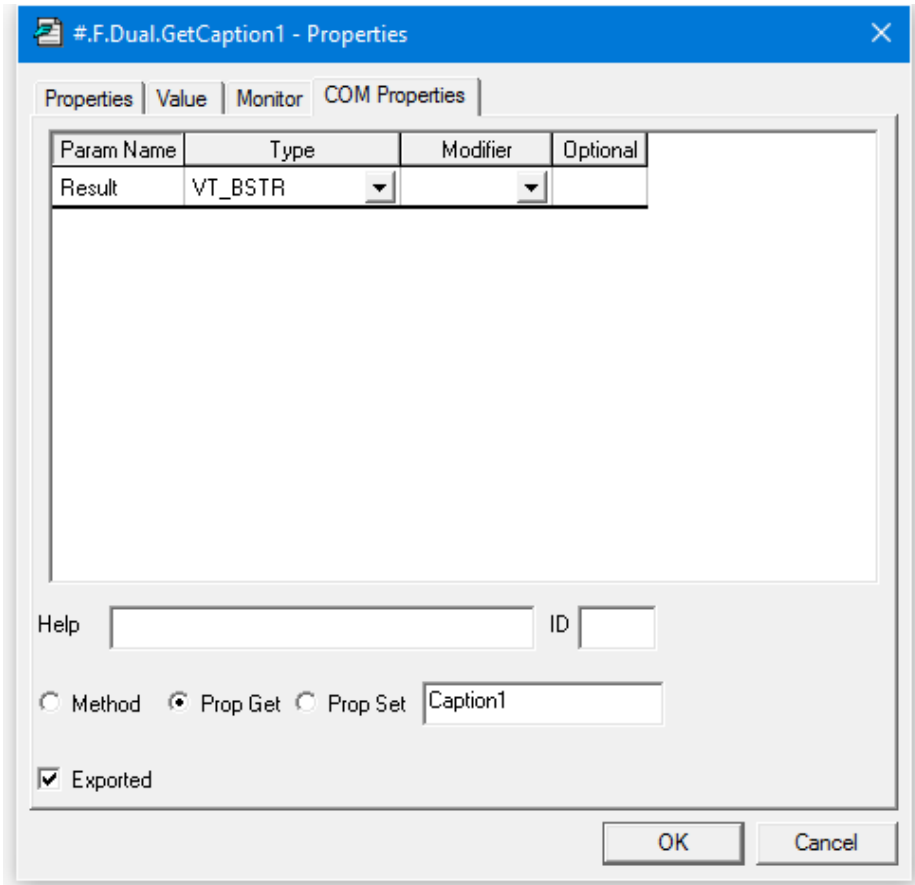 #.F.Dual.GetCaption1 - Properties
Properties Value Monitor COM Properties
Param Name Type Modifier Optional
Result VT_BSTR
Help ID
Method Prop Get Prop Set Caption1
Exported
OK Cancel